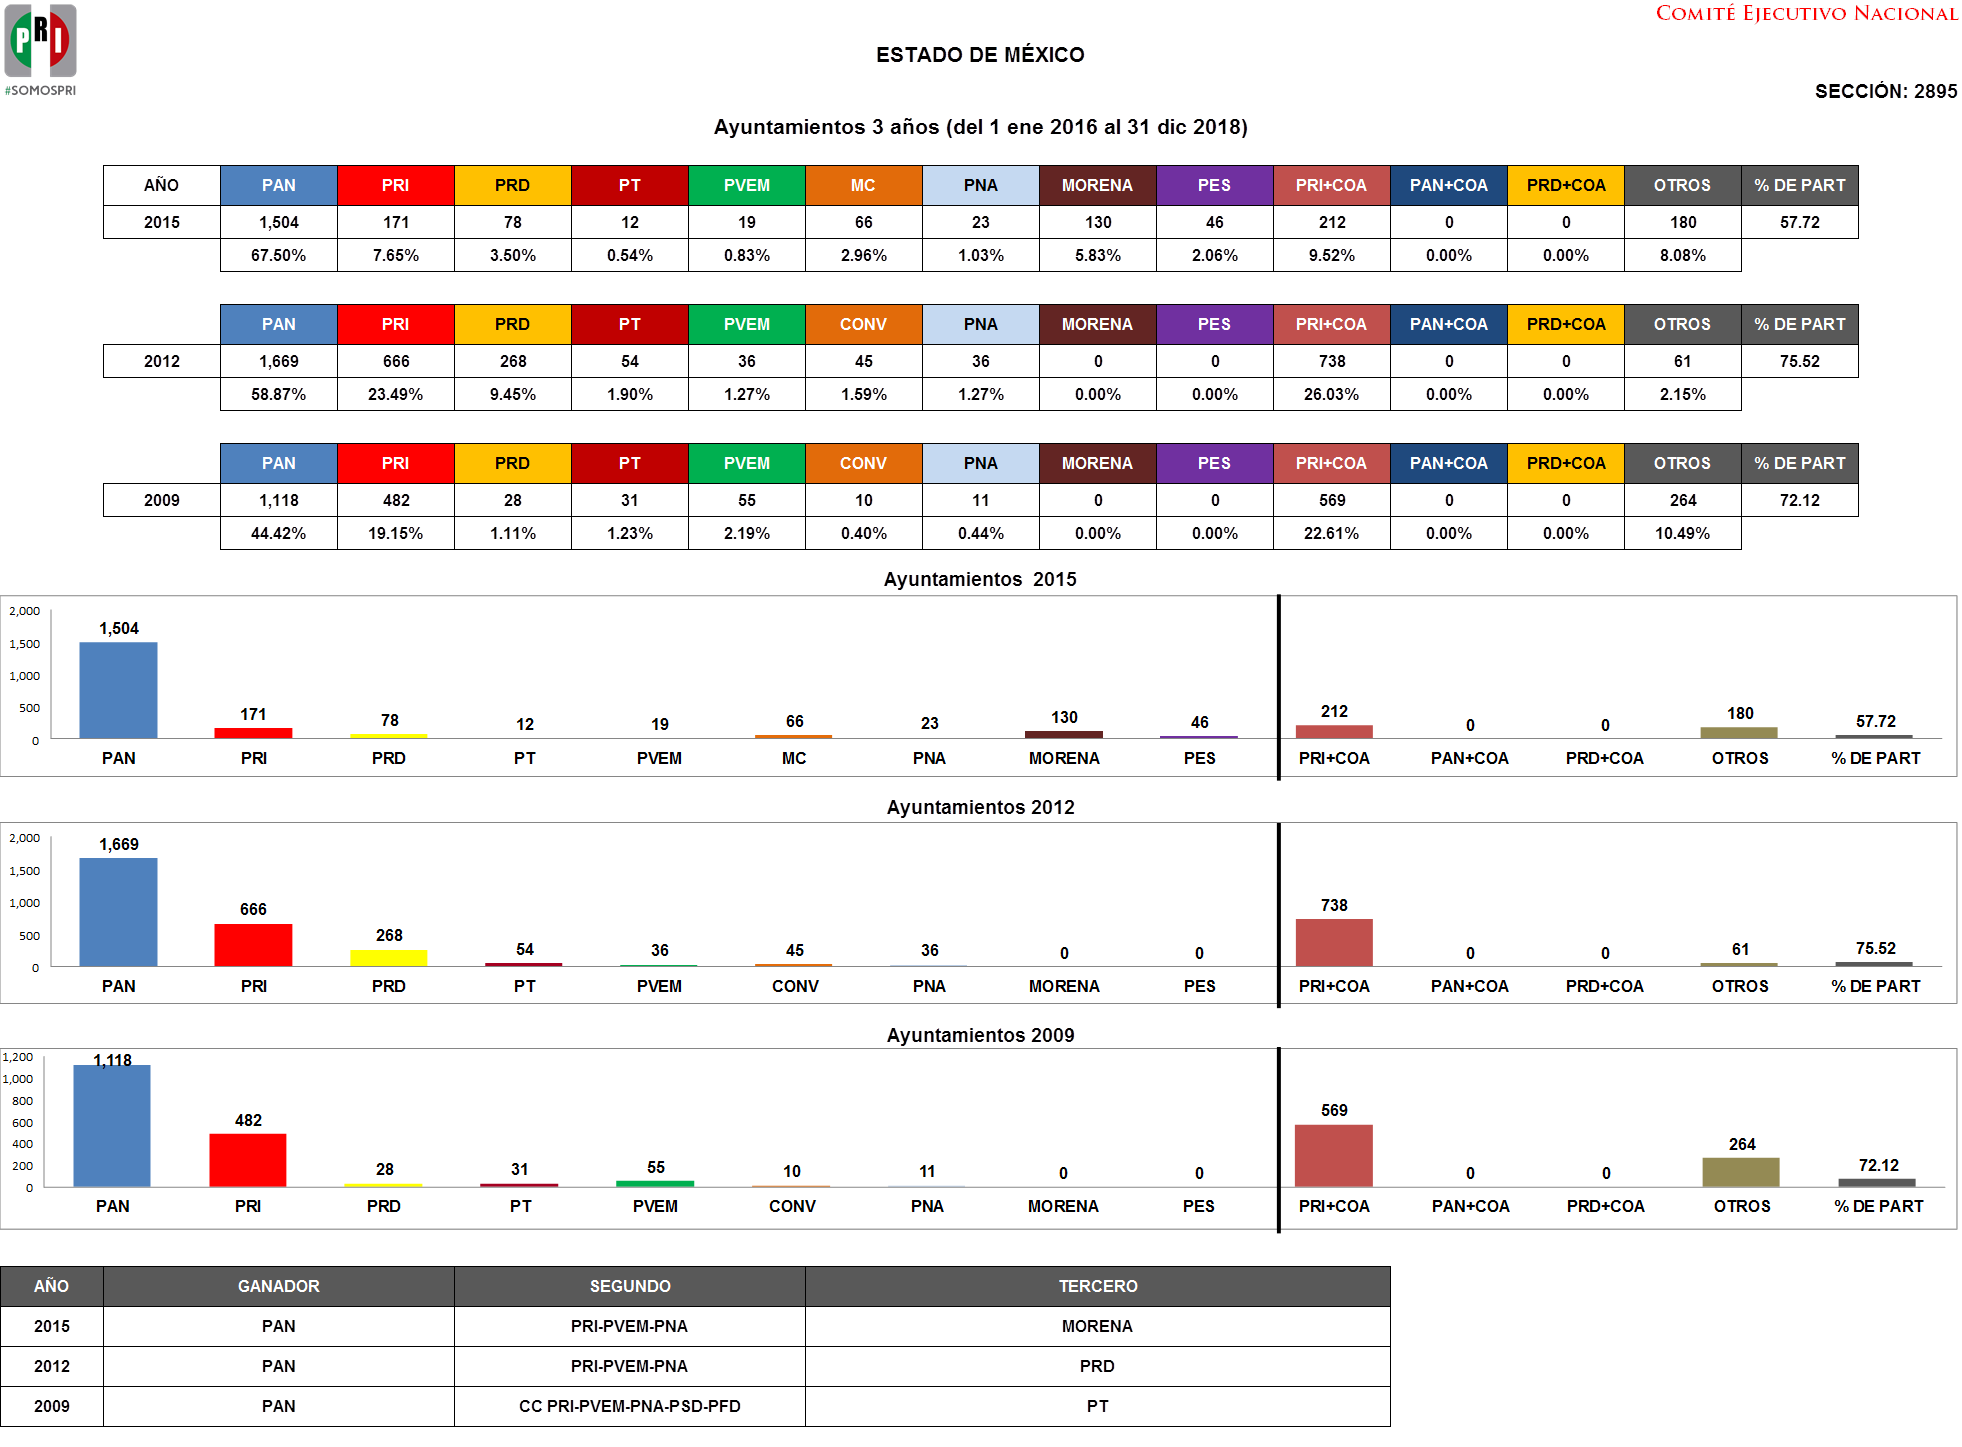 PRI
#SOMOSPRI
COMITÉ EJECUTIVO NACIONAL
ESTADO DE MÉXICO
SECCIÓN: 2895
Ayuntamientos 3 años (del 1 ene 2016 al 31 dic 2018)
AÑO PAN PRI PRD PT PVEM MC PNA MORENA PES PRI+COA PAN+COA PRD+COA OTROS % DE PART
2015 1,504 171 78 12 19 66 23 130 46 212 0 0 180 57.72
67.50% 7.65% 3.50% 0.54% 0.83% 2.96% 1.03% 5.83% 2.06% 9.52% 0.00% 0.00% 8.08%
PAN PRI PRD PT PVEM CONV PNA MORENA PES PRI+COA PAN+COA PRD+COA OTROS % DE PART
2012 1,669 666 268 54 36 45 36 0 0 738 0 0 61 75.52
58.87% 23.49% 9.45% 1.90% 1.27% 1.59% 1.27% 0.00% 0.00% 26.03% 0.00% 0.00% 2.15%
PAN PRI PRD PT PVEM CONV PNA MORENA PES PRI+COA PAN+COA PRD+COA OTROS % DE PART
2009 1,118 482 28 31 55 10 11 0 0 569 0 0 264 72.12
44.42% 19.15% 1.11% 1.23% 2.19% 0.40% 0.44% 0.00% 0.00% 22.61% 0.00% 0.00% 10.49%
Ayuntamientos 2015
2,000
1,500
1,000
500
0
1,504 171 78 12 19 66 23 130 46 212 0 0 180 57.72
PAN PRI PRD PT PVEM MC PNA MORENA PES PRI+COA PAN+COA PRD+COA OTROS % DE PART
Ayuntamientos 2012
2,000
1,500
1,000
500
0
1,669 666 268 54 36 45 36 0 0 738 0 0 61 75.52
PAN PRI PRD PT PVEM CONV PNA MORENA PES PRI+COA PAN+COA PRD+COA OTROS % DE PART
Ayuntamientos 2009
1,200
1,000
800
600
400
200
0
1,118 482 28 31 55 10 11 0 0 569 0 0 264 72.12
PAN PRI PRD PT PVEM CONV PNA MORENA PES PRI+COA PAN+COA PRD+COA OTROS % DE PART
AÑO GANADOR SEGUNDO TERCERO
2015 PAN PRI-PVEM-PNA MORENA
2012 PAN PRI-PVEM-PNA PRD
2009 PAN CC PRI-PVEM-PNA-PSD-PFD PT